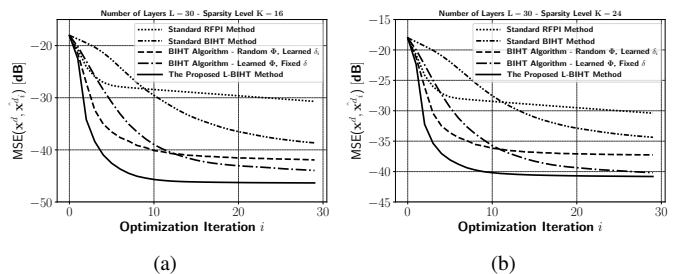 Number of Layers L−30 - Sparsity Level K−16
Standard RFPI Method
Standard BIHT Method
BIHT Algorithm - Random Φ, Learned δᵢ
BIHT Algorithm - Learned Φ, Fixed δ
The Proposed L-BIHT Method
MSE(x^d, x̂^d_i) [dB]
−20
−30
−40
−50
0
10
20
30
Optimization Iteration i
(a)
Number of Layers L−30 - Sparsity Level K−24
Standard RFPI Method
Standard BIHT Method
BIHT Algorithm - Random Φ, Learned δᵢ
BIHT Algorithm - Learned Φ, Fixed δ
The Proposed L-BIHT Method
MSE(x^d, x̂^d_i) [dB]
−15
−20
−25
−30
−35
−40
−45
0
10
20
30
Optimization Iteration i
(b)